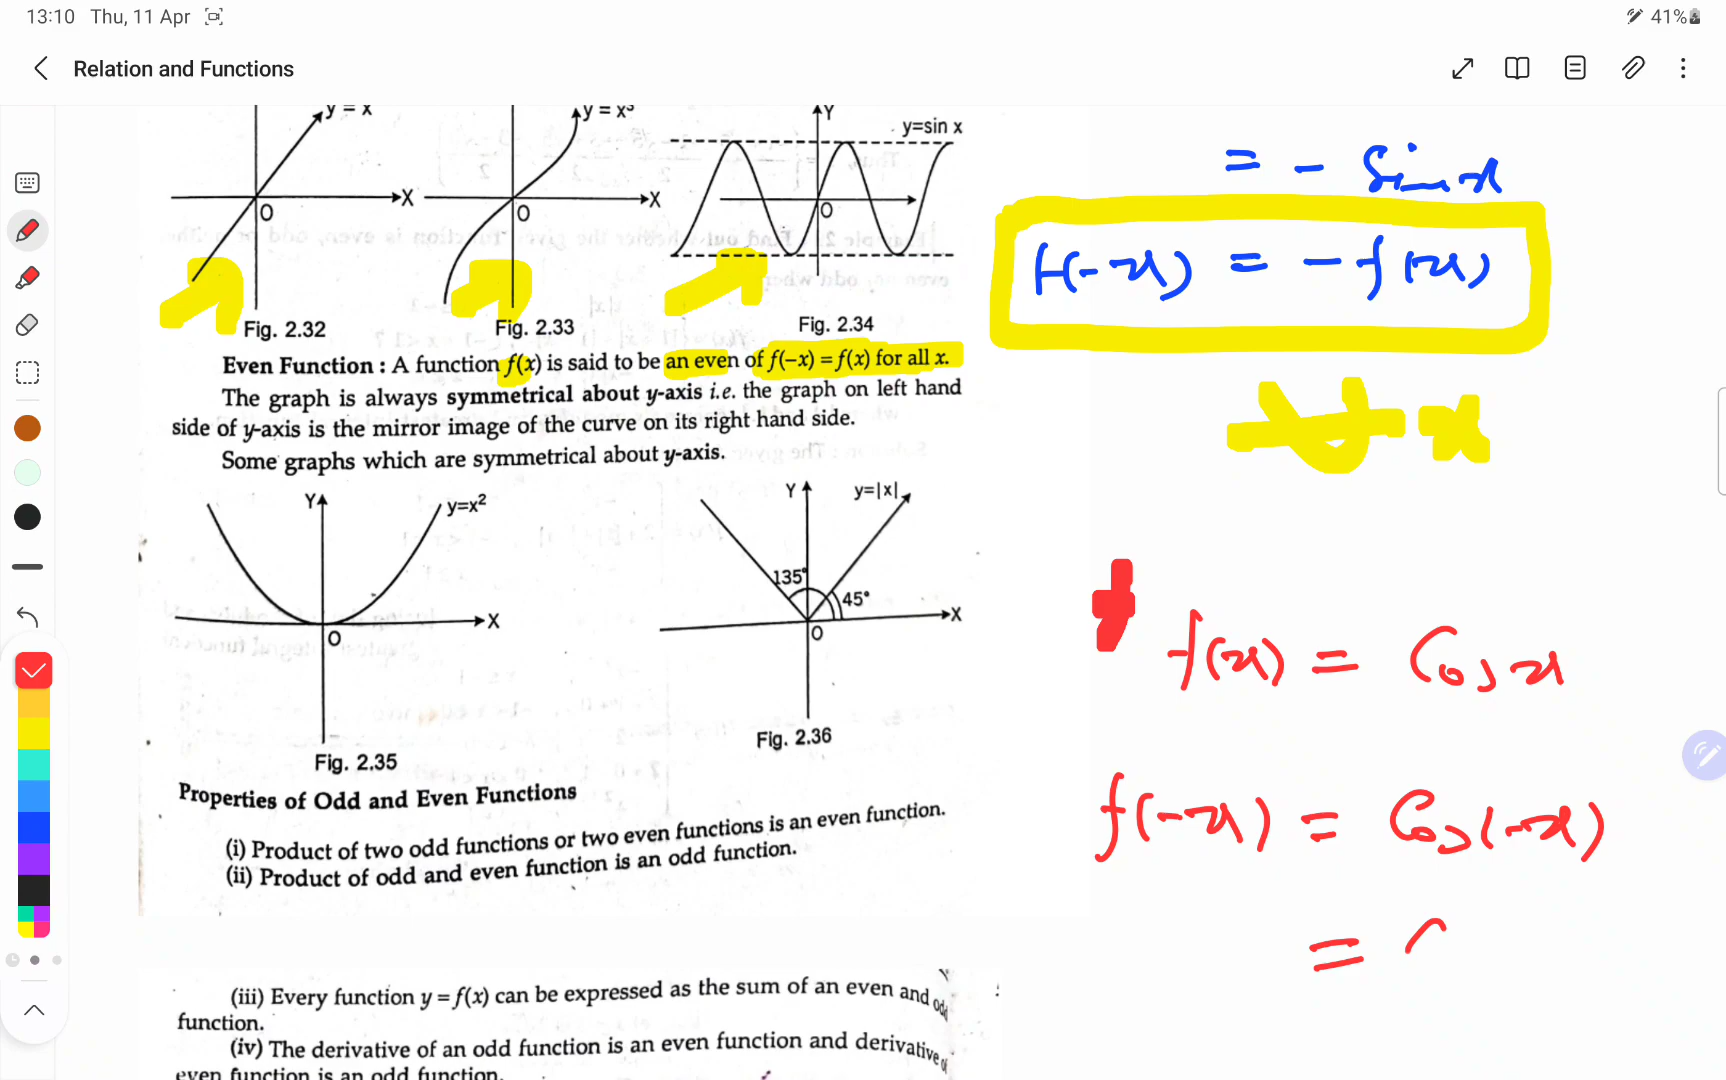 13:10 Thu, 11 Apr
41%
Relation and Functions
y = x
y = x³
Y
y=sin x
X
X
O
O
O
Fig. 2.32
Fig. 2.33
Fig. 2.34
Even Function : A function f(x) is said to be an even of f(−x) = f(x) for all x.
The graph is always symmetrical about y-axis i.e. the graph on left hand
side of y-axis is the mirror image of the curve on its right hand side.
Some graphs which are symmetrical about y-axis.
Y
y=x²
X
O
Fig. 2.35
Y
y=|x|
135°
45°
X
O
Fig. 2.36
Properties of Odd and Even Functions
(i) Product of two odd functions or two even functions is an even function.
(ii) Product of odd and even function is an odd function.
(iii) Every function y = f(x) can be expressed as the sum of an even and odd
function.
(iv) The derivative of an odd function is an even function and derivative of
even function is an odd function.
= - Sin x
f(-x) = -f(x)
∀ x
f(x) = Cos x
f(-x) = Cos(-x)
=